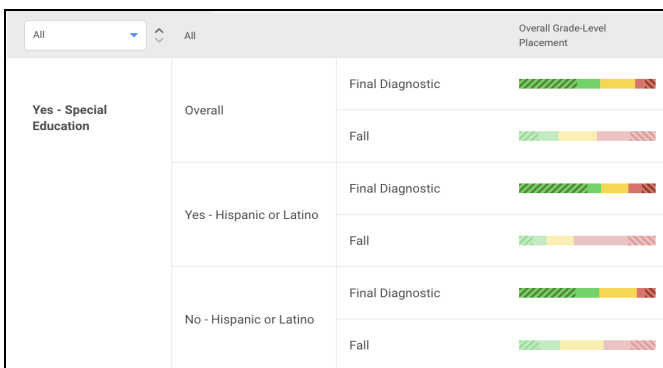 All
All
Overall Grade-Level
Placement
Yes - Special
Education
Overall
Final Diagnostic
Fall
Yes - Hispanic or Latino
Final Diagnostic
Fall
No - Hispanic or Latino
Final Diagnostic
Fall